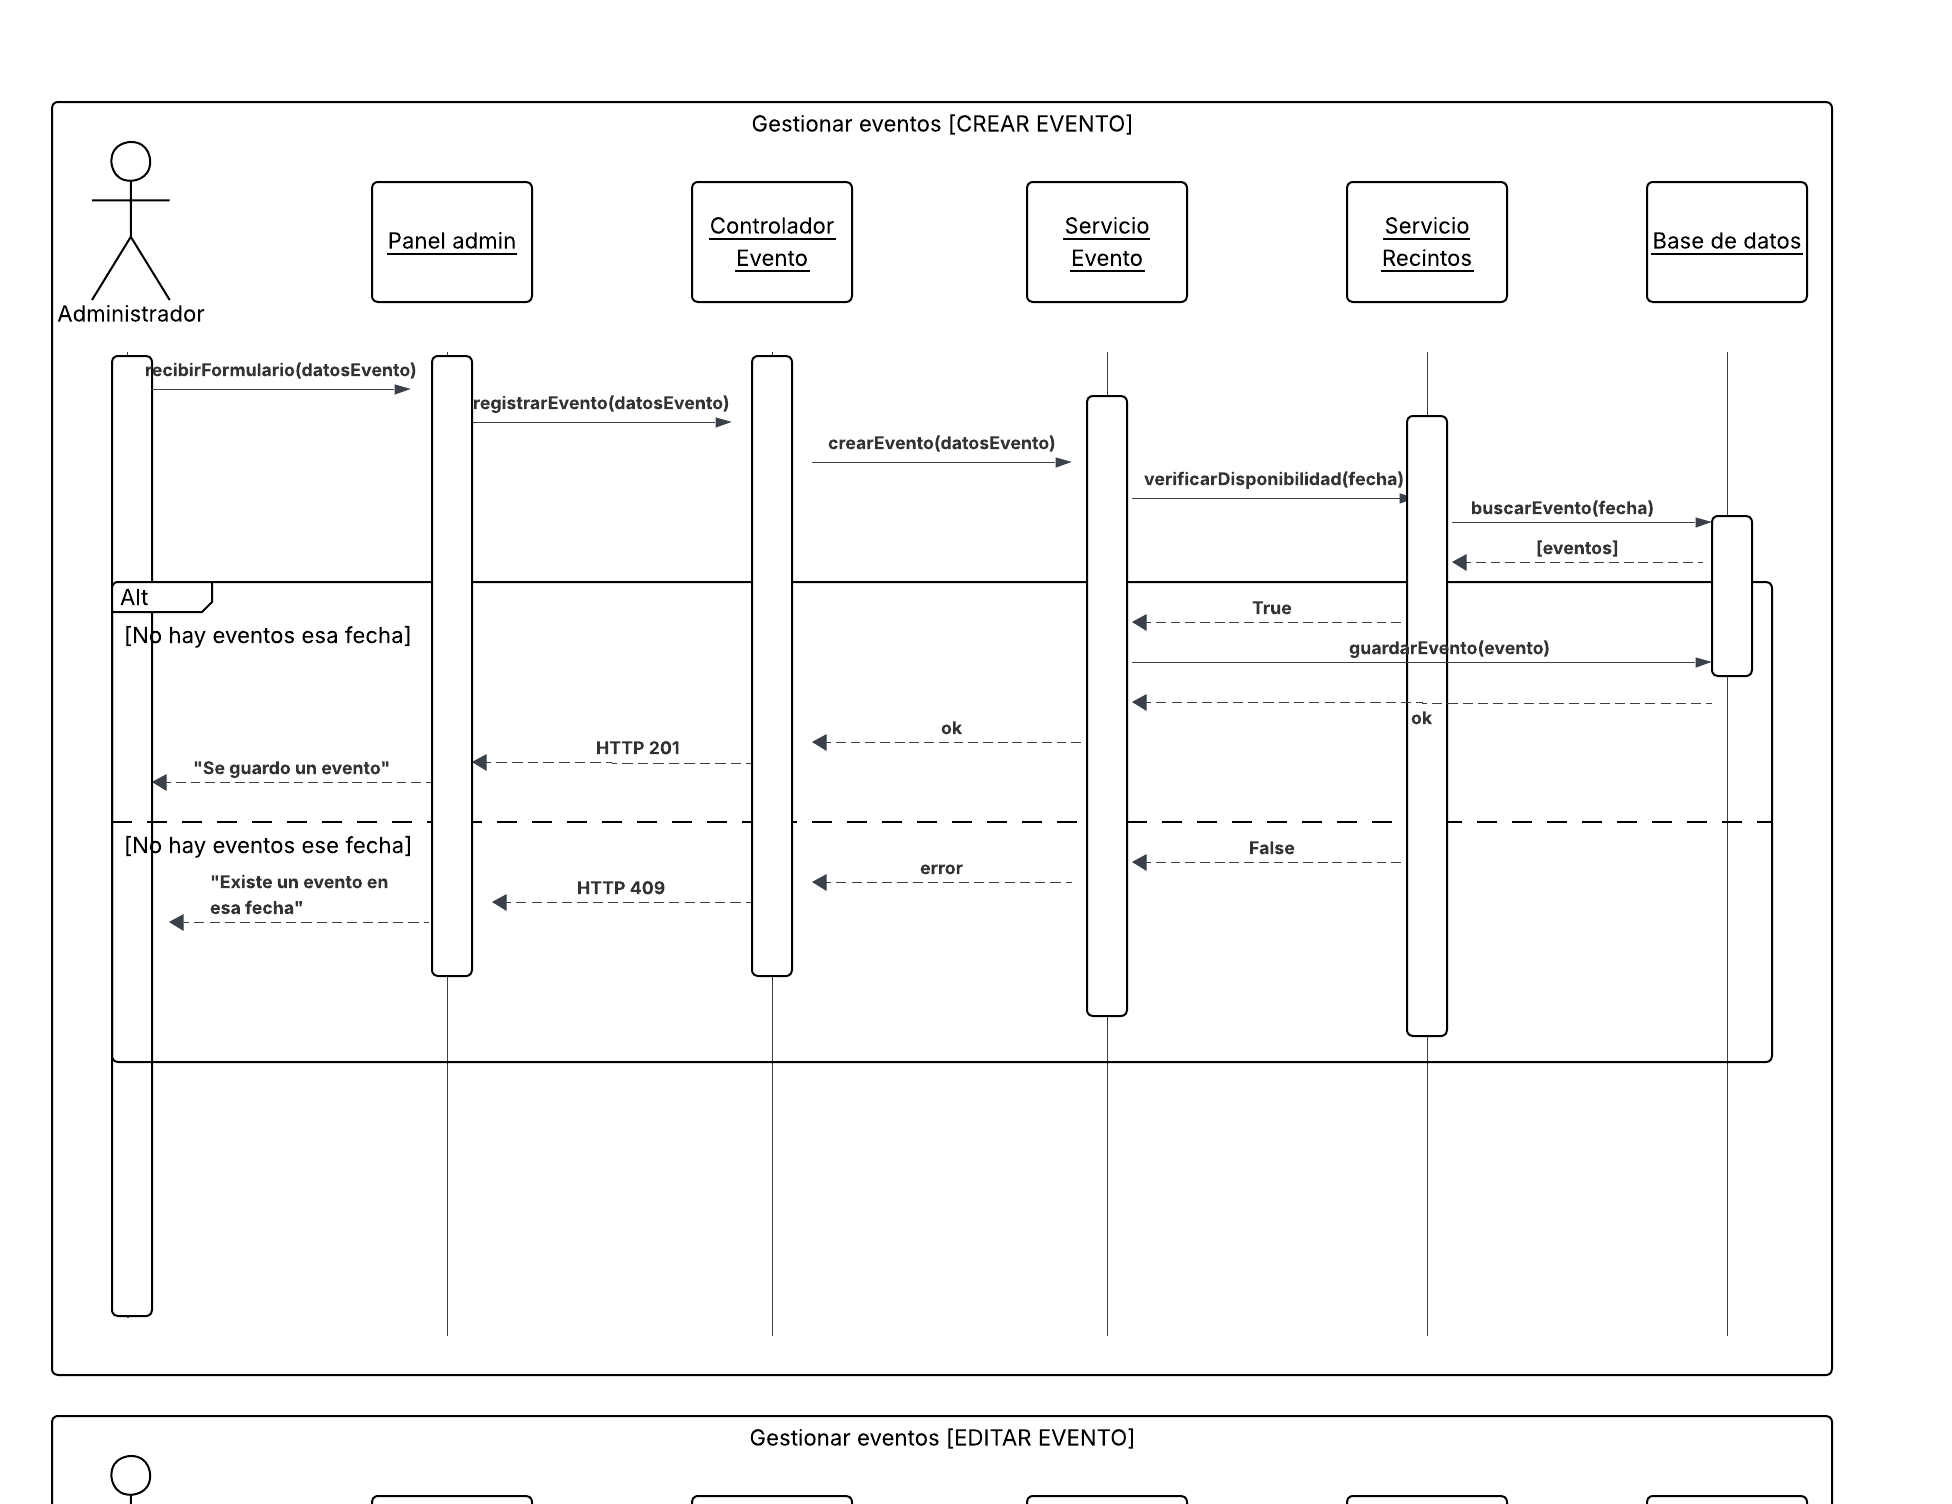 Gestionar eventos [CREAR EVENTO]
Administrador
Panel admin
Controlador
Evento
Servicio
Evento
Servicio
Recintos
Base de datos
recibirFormulario(datosEvento)
registrarEvento(datosEvento)
crearEvento(datosEvento)
verificarDisponibilidad(fecha)
buscarEvento(fecha)
[eventos]
Alt
[No hay eventos esa fecha]
True
guardarEvento(evento)
ok
ok
HTTP 201
"Se guardo un evento"
[No hay eventos ese fecha]
False
error
HTTP 409
"Existe un evento en
esa fecha"
Gestionar eventos [EDITAR EVENTO]